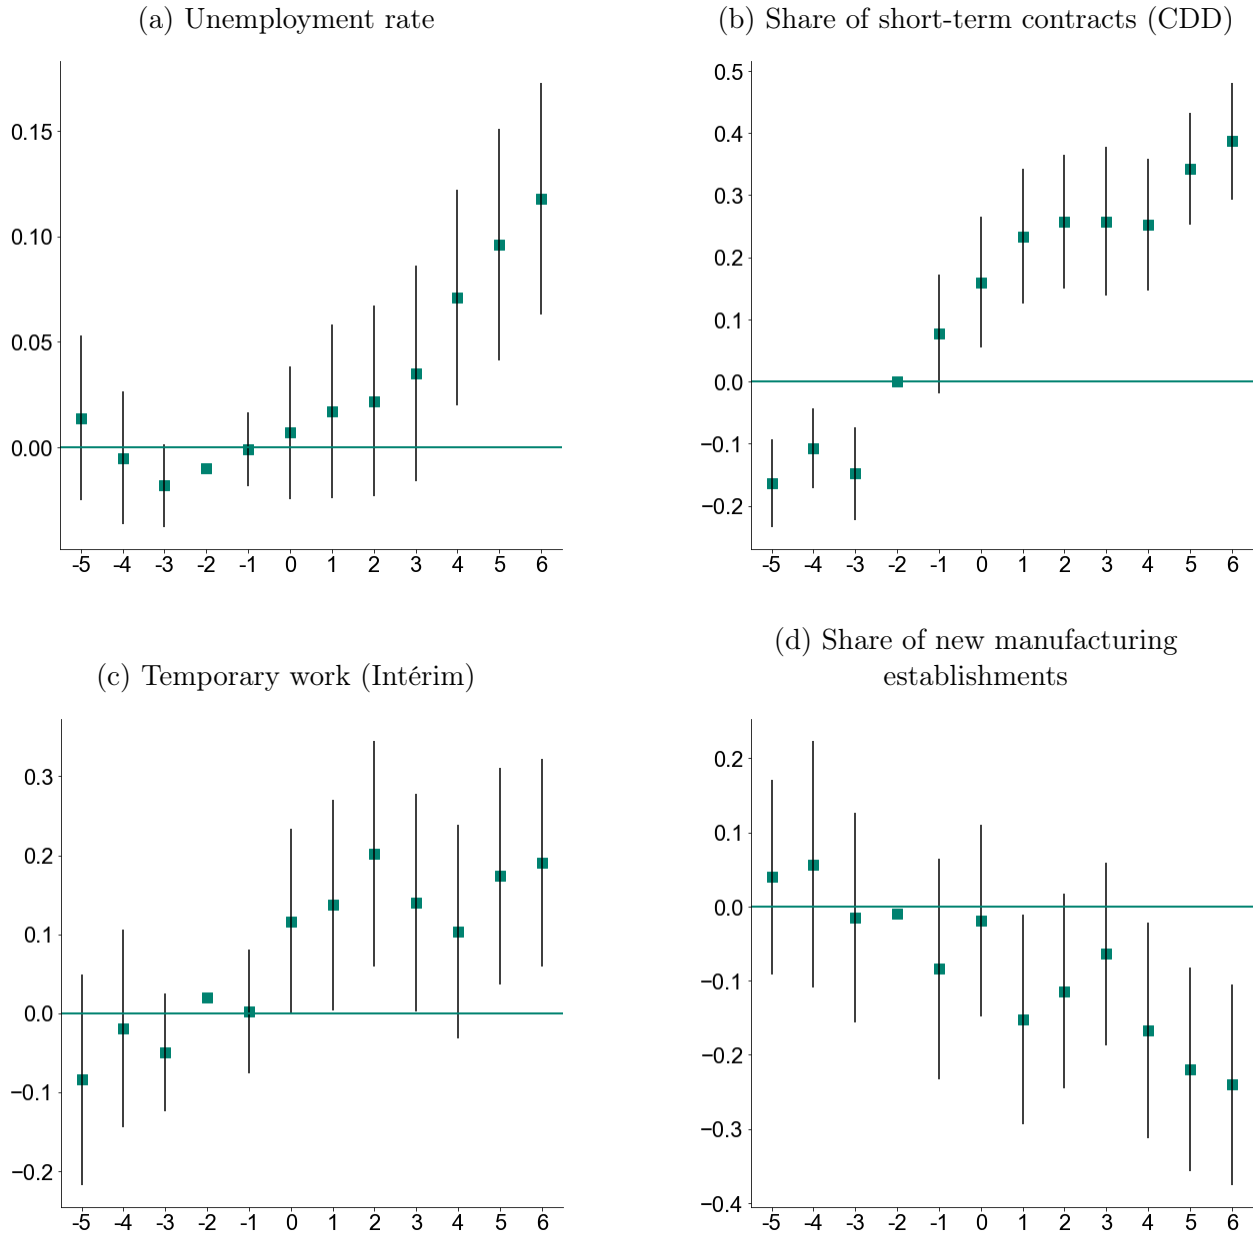 (a) Unemployment rate
0.15
0.10
0.05
0.00
-5 -4 -3 -2 -1 0 1 2 3 4 5 6
(b) Share of short-term contracts (CDD)
0.5
0.4
0.3
0.2
0.1
0.0
−0.1
−0.2
-5 -4 -3 -2 -1 0 1 2 3 4 5 6
(c) Temporary work (Intérim)
0.3
0.2
0.1
0.0
−0.1
−0.2
-5 -4 -3 -2 -1 0 1 2 3 4 5 6
(d) Share of new manufacturing
establishments
0.2
0.1
0.0
−0.1
−0.2
−0.3
−0.4
-5 -4 -3 -2 -1 0 1 2 3 4 5 6